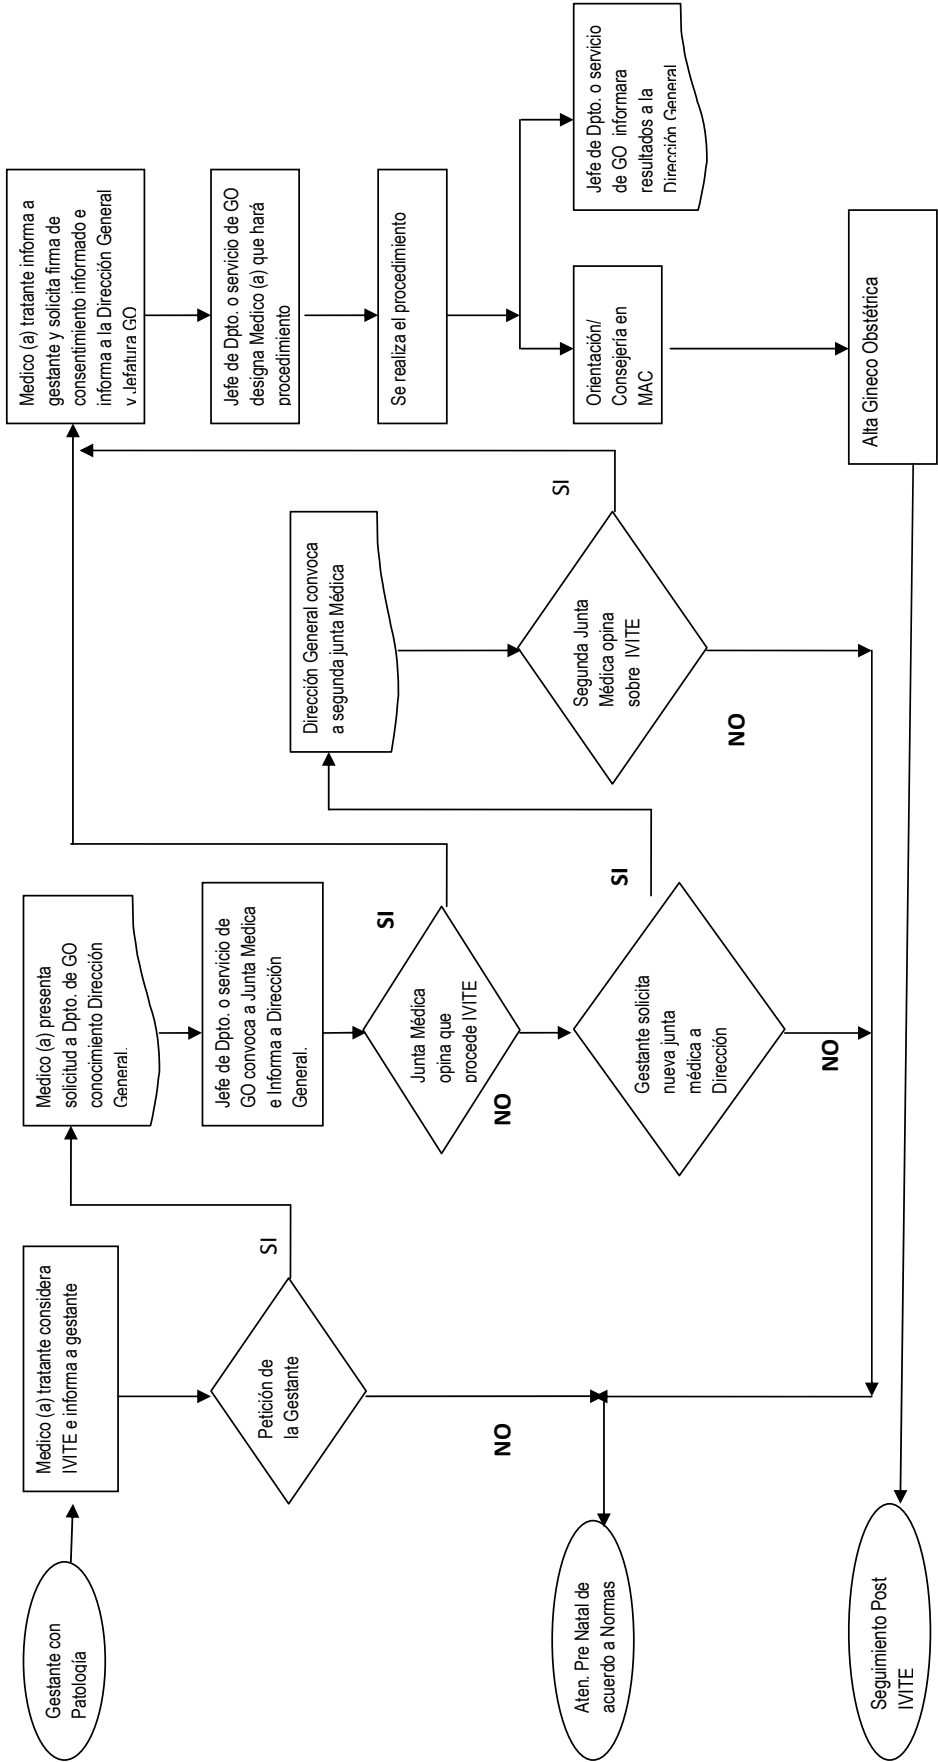 Gestante con
Patología
Medico (a) tratante considera
IVITE e informa a gestante
Petición de
la Gestante
SI
NO
Medico (a) presenta
solicitud a Dpto. de GO
conocimiento Dirección
General.
Jefe de Dpto. o servicio de
GO convoca a Junta Medica
e Informa a Dirección
General.
Junta Médica
opina que
procede IVITE
SI
NO
Gestante solicita
nueva junta
médica a
Dirección
SI
NO
Dirección General convoca
a segunda junta Médica
Segunda Junta
Médica opina
sobre IVITE
SI
NO
Medico (a) tratante informa a
gestante y solicita firma de
consentimiento informado e
informa a la Dirección General
y Jefatura GO
Jefe de Dpto. o servicio de GO
designa Medico (a) que hará
procedimiento
Se realiza el procedimiento
Orientación/
Consejería en
MAC
Jefe de Dpto. o servicio
de GO informara
resultados a la
Dirección General
Alta Gineco Obstétrica
Aten. Pre Natal de
acuerdo a Normas
Seguimiento Post
IVITE